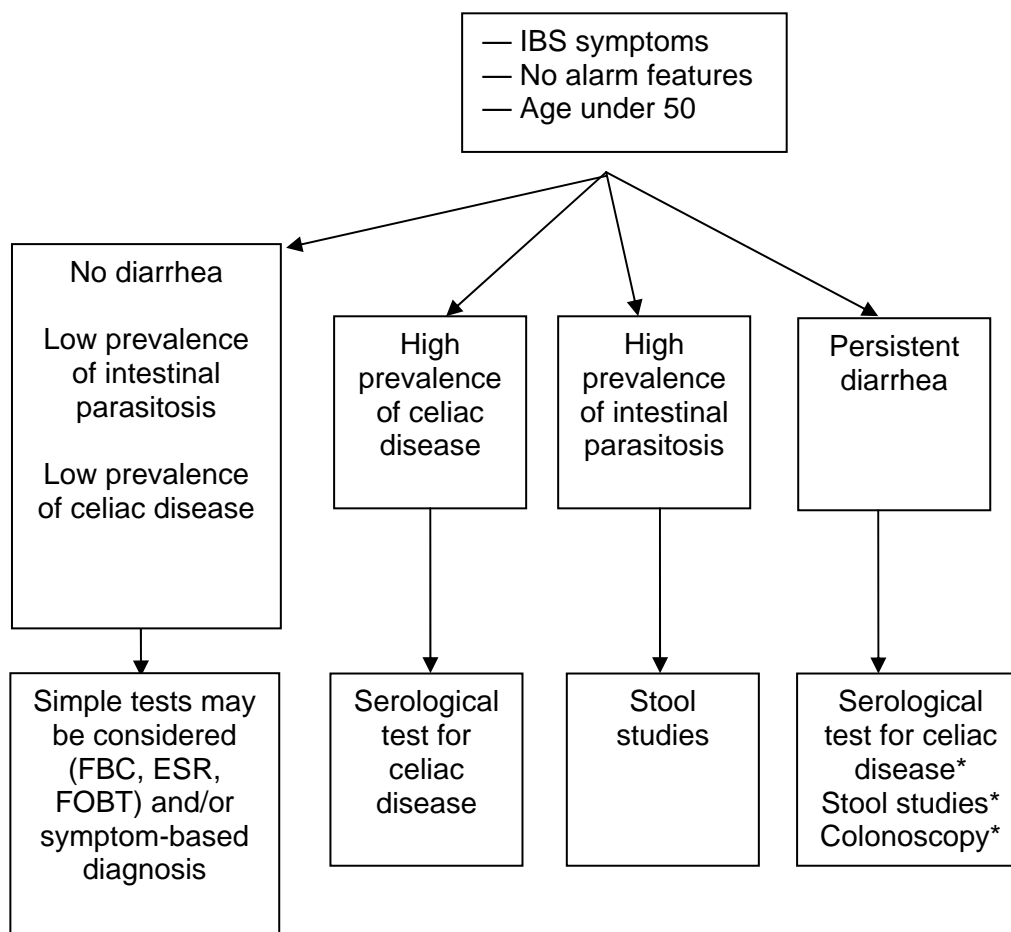 — IBS symptoms
— No alarm features
— Age under 50
No diarrhea
Low prevalence
of intestinal
parasitosis
Low prevalence
of celiac disease
High
prevalence
of celiac
disease
High
prevalence
of intestinal
parasitosis
Persistent
diarrhea
Simple tests may
be considered
(FBC, ESR,
FOBT) and/or
symptom-based
diagnosis
Serological
test for
celiac
disease
Stool
studies
Serological
test for celiac
disease*
Stool studies*
Colonoscopy*